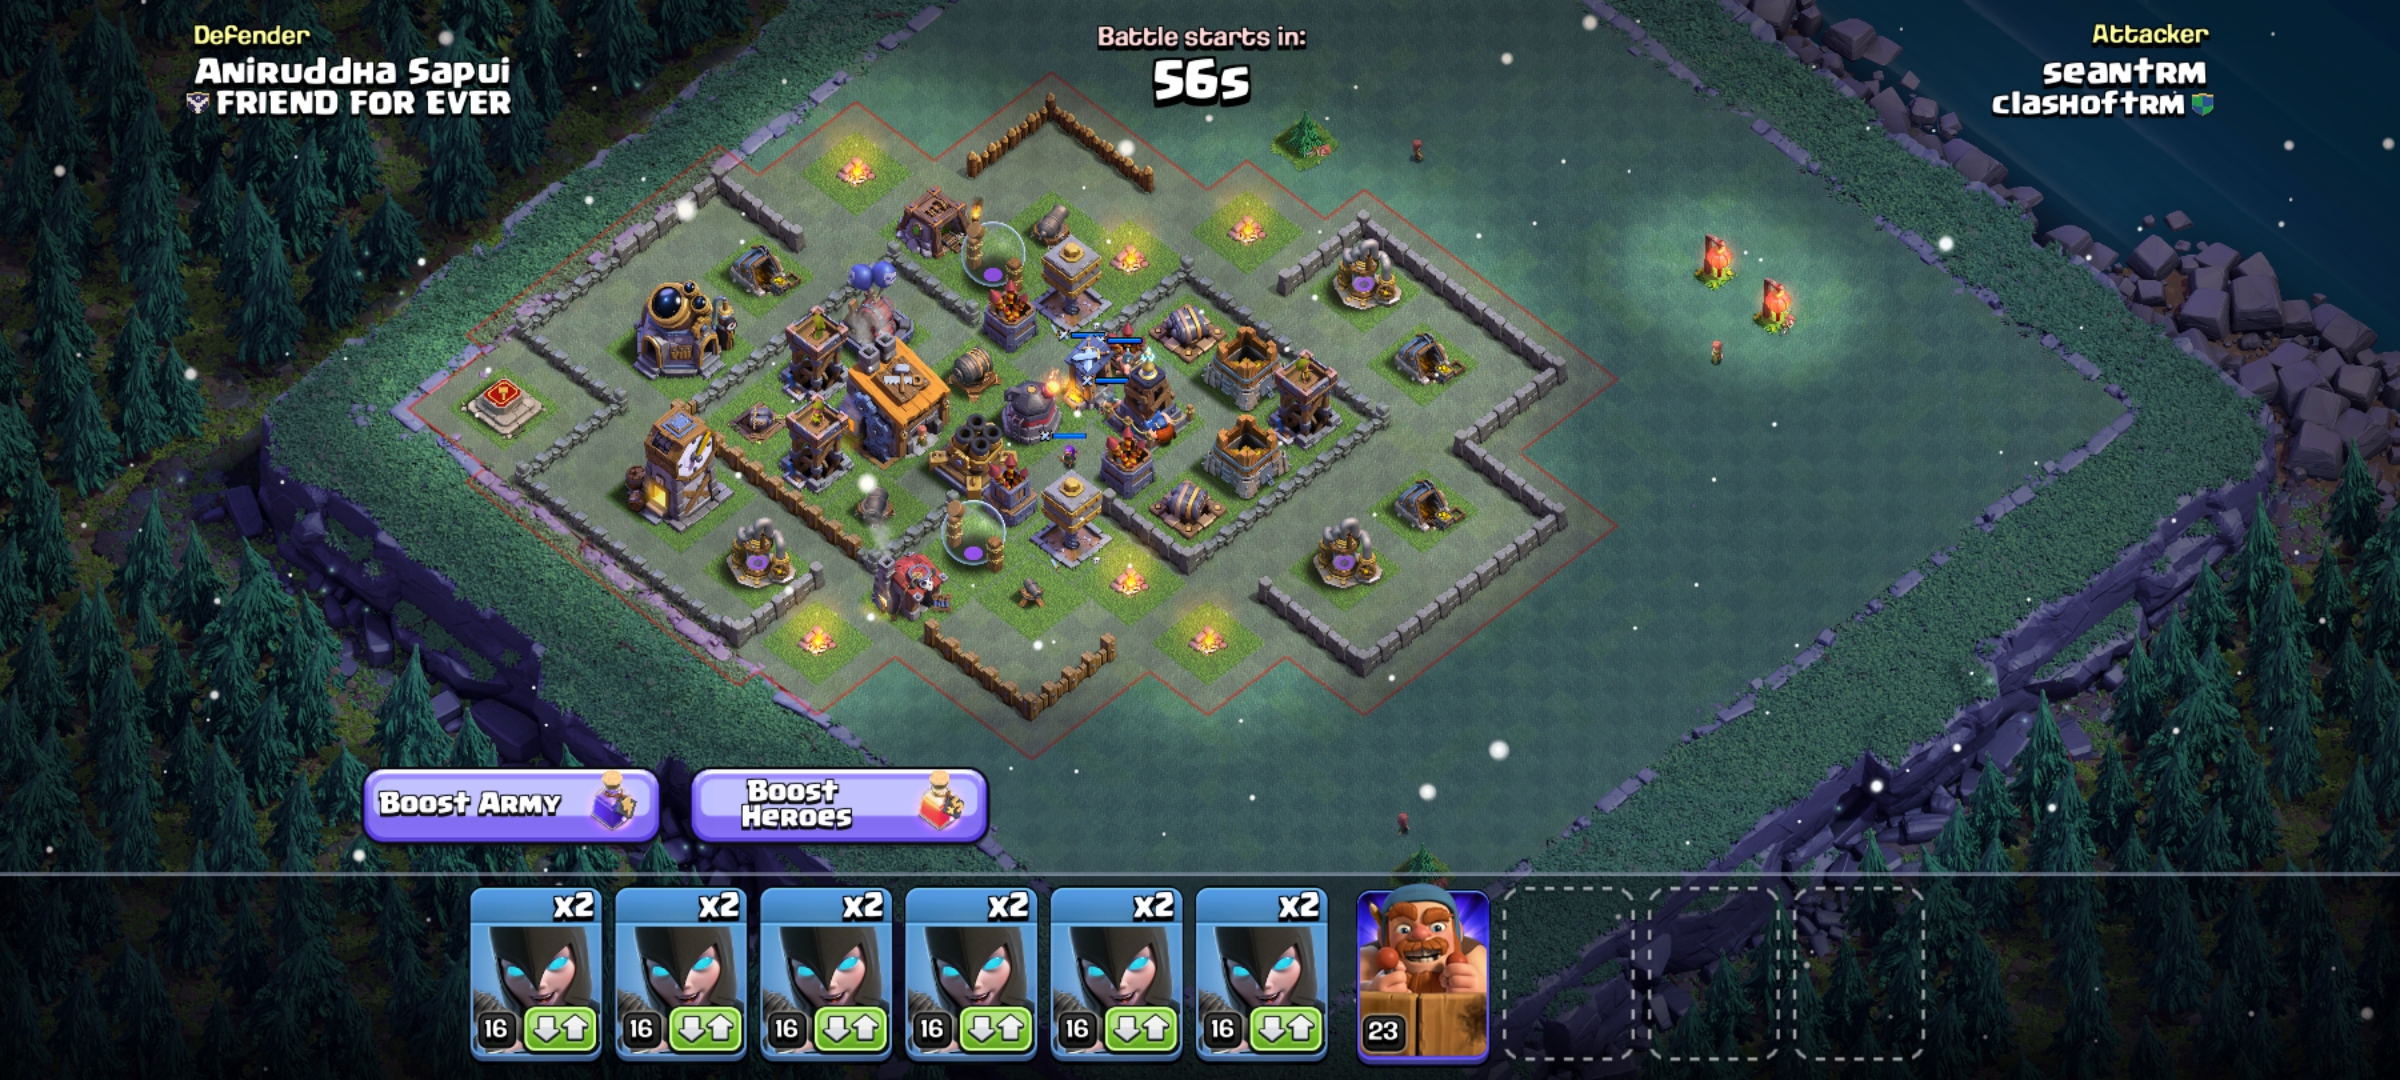 Defender
Aniruddha Sapui
FRIEND FOR EVER
Battle starts in:
56s
Attacker
seantrm
clashoftrm
Boost Army
Boost
Heroes
x2
x2
x2
x2
x2
x2
16
16
16
16
16
16
23